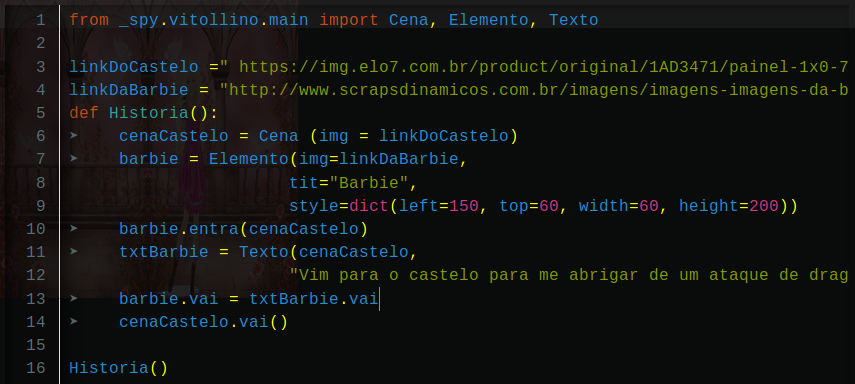 1 from _spy.vitollino.main import Cena, Elemento, Texto
2
3 linkDoCastelo =" https://img.elo7.com.br/product/original/1AD3471/painel-1x0-7
4 linkDaBarbie = "http://www.scrapsdinamicos.com.br/imagens/imagens-imagens-da-b
5 def Historia():
6 ➤ cenaCastelo = Cena (img = linkDoCastelo)
7 ➤ barbie = Elemento(img=linkDaBarbie,
8 tit="Barbie",
9 style=dict(left=150, top=60, width=60, height=200))
10 ➤ barbie.entra(cenaCastelo)
11 ➤ txtBarbie = Texto(cenaCastelo,
12 "Vim para o castelo para me abrigar de um ataque de drag
13 ➤ barbie.vai = txtBarbie.vai
14 ➤ cenaCastelo.vai()
15
16 Historia()